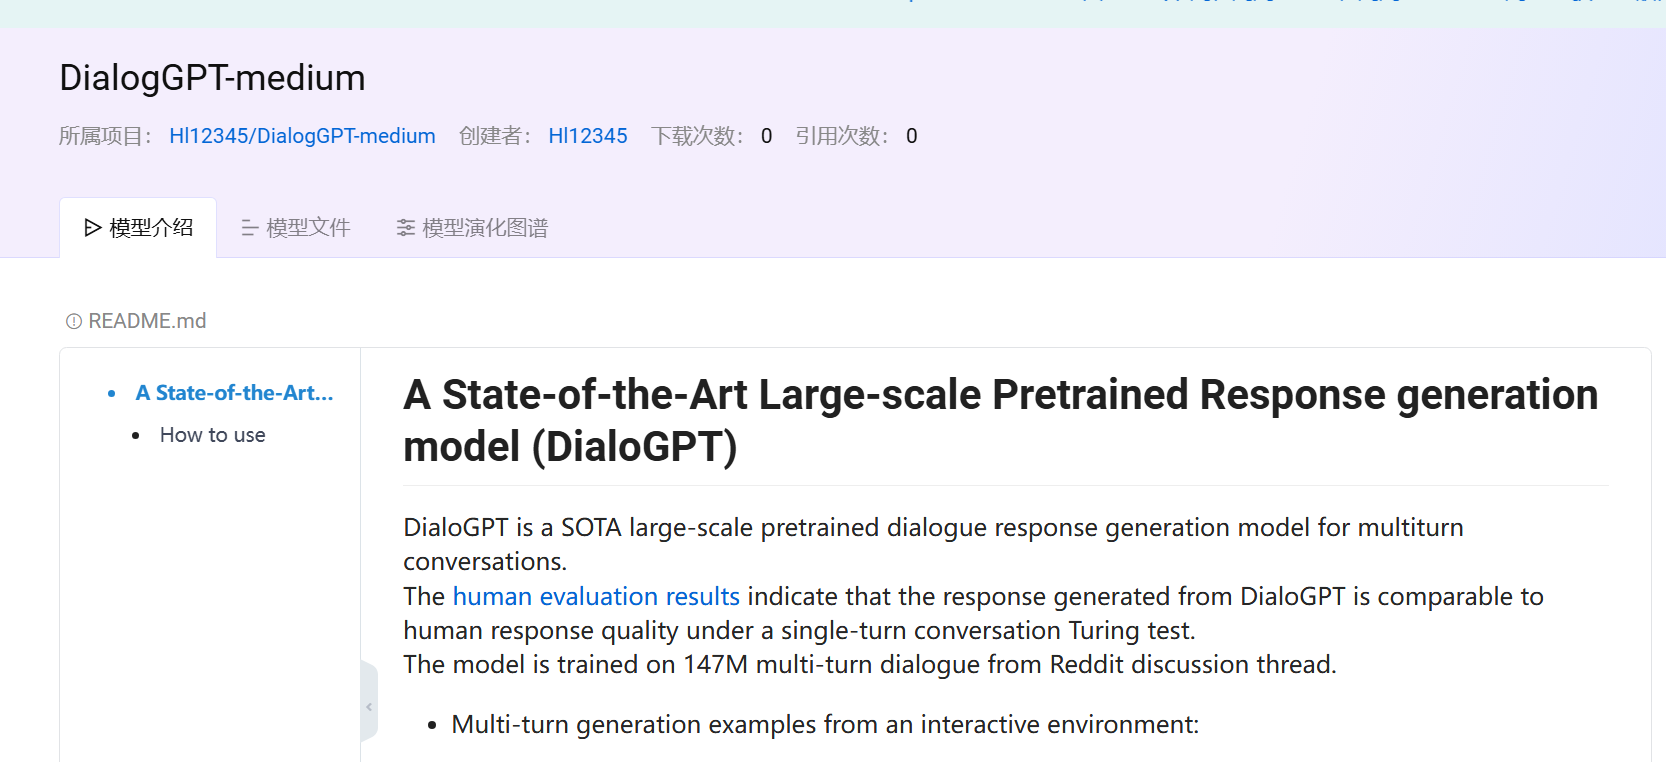 DialogGPT-medium
所属项目： Hl12345/DialogGPT-medium 创建者： Hl12345 下载次数： 0 引用次数： 0
模型介绍 模型文件 模型演化图谱
README.md
A State-of-the-Art...
How to use
A State-of-the-Art Large-scale Pretrained Response generation
model (DialoGPT)
DialoGPT is a SOTA large-scale pretrained dialogue response generation model for multiturn
conversations.
The human evaluation results indicate that the response generated from DialoGPT is comparable to
human response quality under a single-turn conversation Turing test.
The model is trained on 147M multi-turn dialogue from Reddit discussion thread.
• Multi-turn generation examples from an interactive environment: